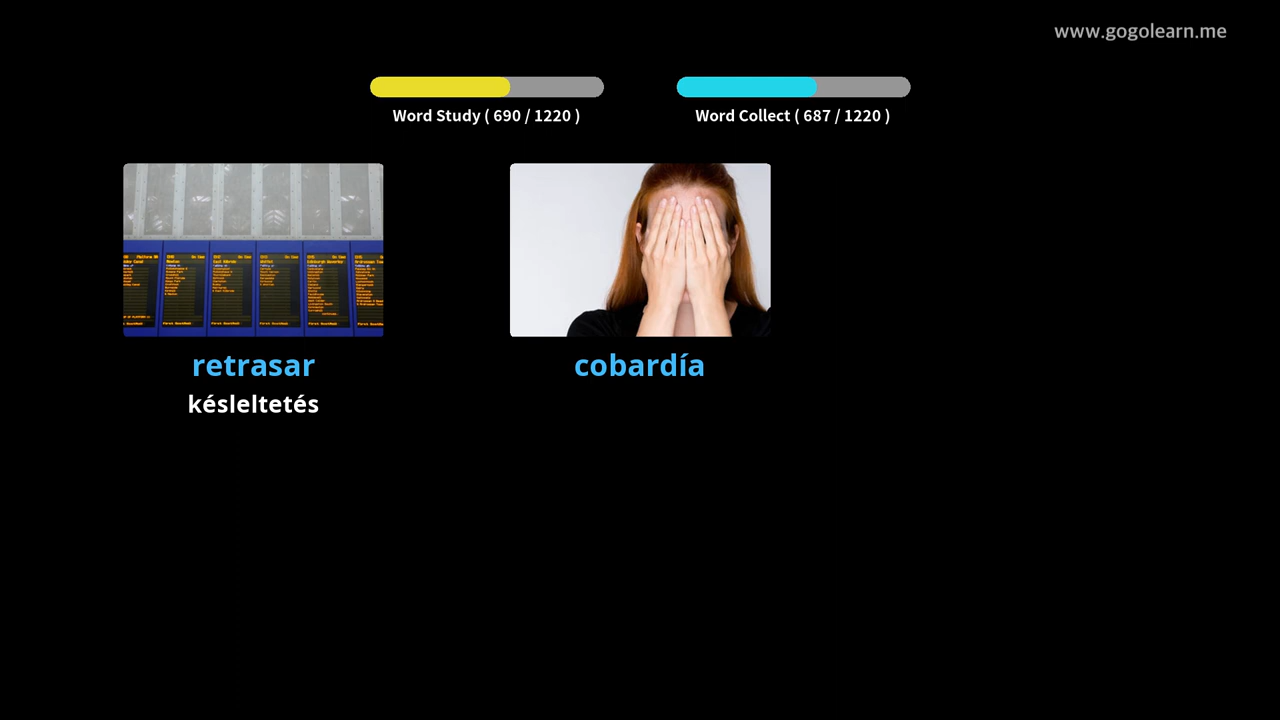 www.gogolearn.me
Word Study ( 690 / 1220 )
Word Collect ( 687 / 1220 )
retrasar
cobardía
késleltetés